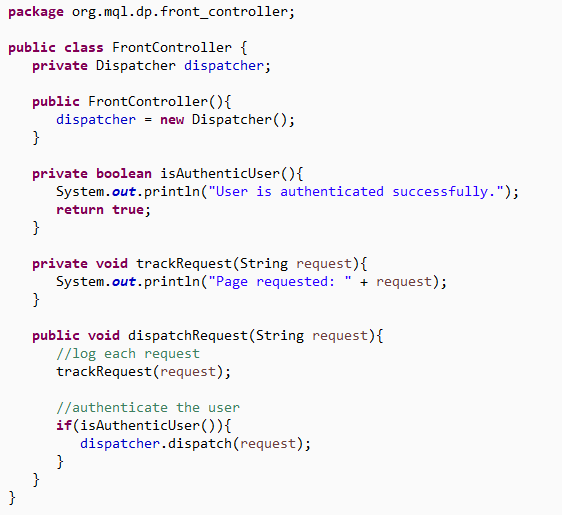 package org.mql.dp.front_controller;

public class FrontController {
   private Dispatcher dispatcher;

   public FrontController(){
      dispatcher = new Dispatcher();
   }

   private boolean isAuthenticUser(){
      System.out.println("User is authenticated successfully.");
      return true;
   }

   private void trackRequest(String request){
      System.out.println("Page requested: " + request);
   }

   public void dispatchRequest(String request){
      //log each request
      trackRequest(request);

      //authenticate the user
      if(isAuthenticUser()){
         dispatcher.dispatch(request);
      }
   }
}